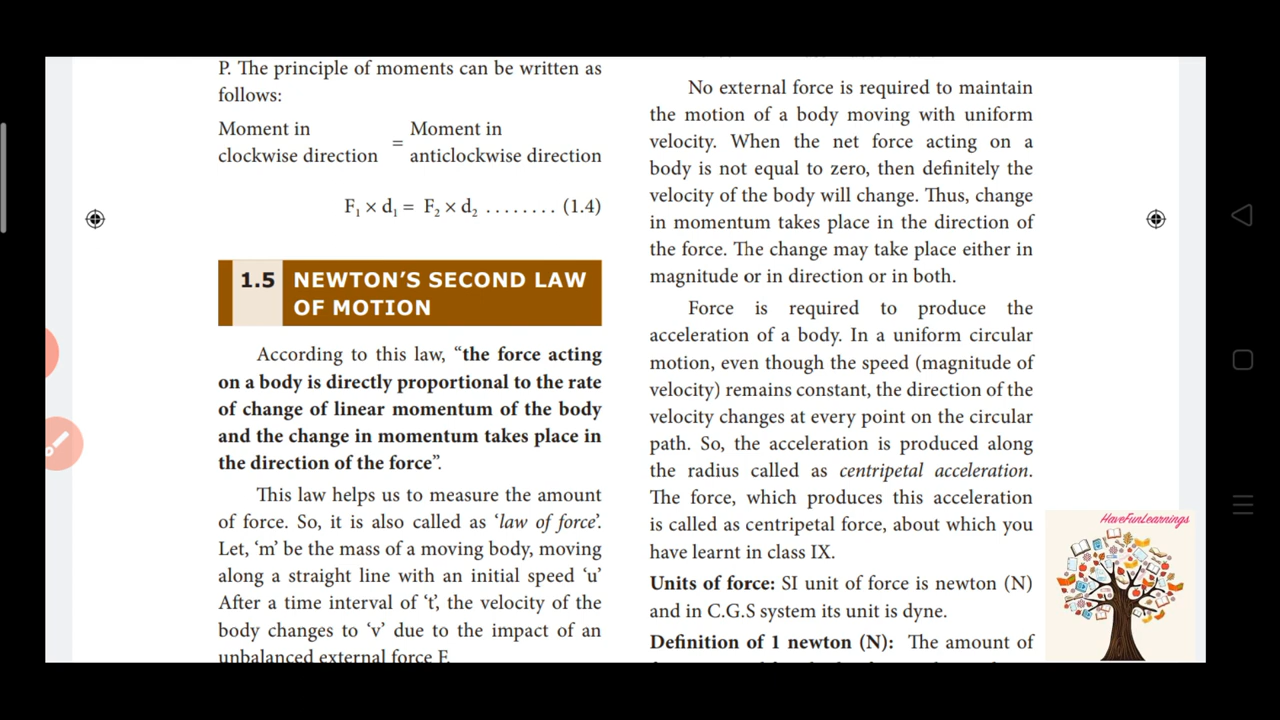 P. The principle of moments can be written as
follows:
Moment in
clockwise direction
=
Moment in
anticlockwise direction
F₁ × d₁ = F₂ × d₂ ........ (1.4)
1.5 NEWTON'S SECOND LAW
OF MOTION
According to this law, “the force acting
on a body is directly proportional to the rate
of change of linear momentum of the body
and the change in momentum takes place in
the direction of the force”.
This law helps us to measure the amount
of force. So, it is also called as ‘law of force’.
Let, ‘m’ be the mass of a moving body, moving
along a straight line with an initial speed ‘u’
After a time interval of ‘t’, the velocity of the
body changes to ‘v’ due to the impact of an
unbalanced external force F.
No external force is required to maintain
the motion of a body moving with uniform
velocity. When the net force acting on a
body is not equal to zero, then definitely the
velocity of the body will change. Thus, change
in momentum takes place in the direction of
the force. The change may take place either in
magnitude or in direction or in both.
Force is required to produce the
acceleration of a body. In a uniform circular
motion, even though the speed (magnitude of
velocity) remains constant, the direction of the
velocity changes at every point on the circular
path. So, the acceleration is produced along
the radius called as centripetal acceleration.
The force, which produces this acceleration
is called as centripetal force, about which you
have learnt in class IX.
Units of force: SI unit of force is newton (N)
and in C.G.S system its unit is dyne.
Definition of 1 newton (N): The amount of
HaveFunLearnings